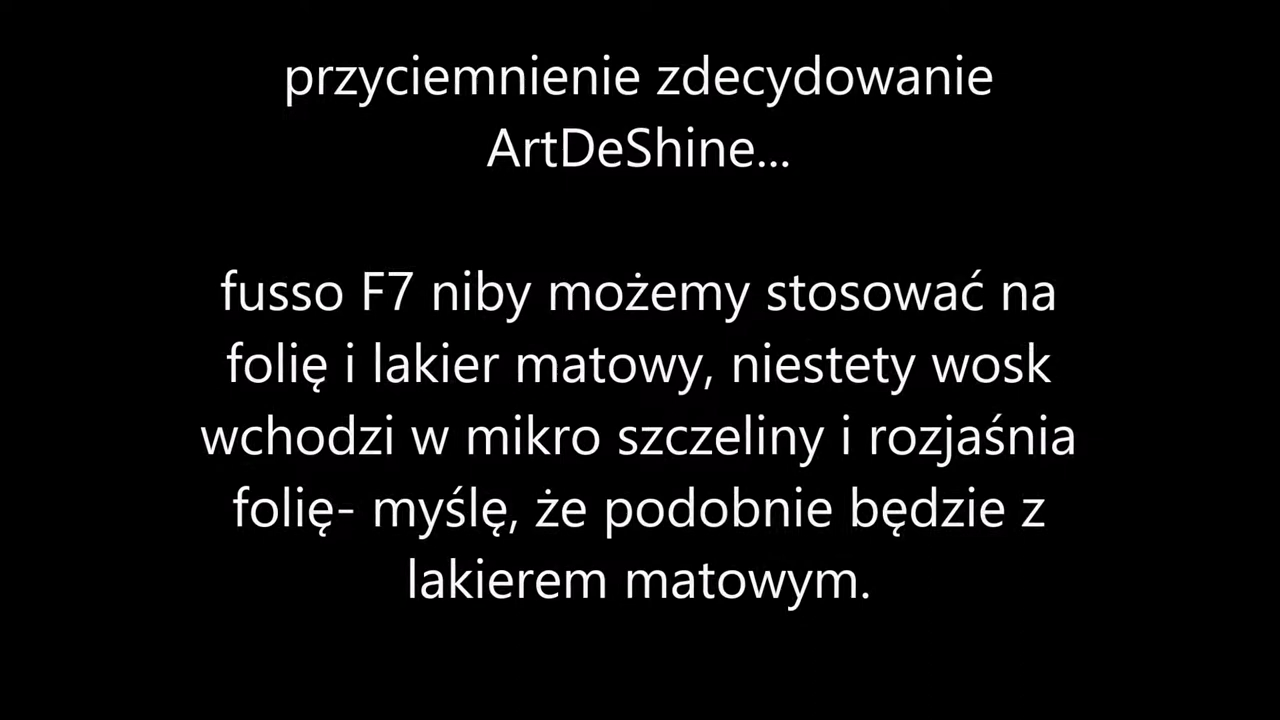 przyciemnienie zdecydowanie
ArtDeShine...
fusso F7 niby możemy stosować na
folię i lakier matowy, niestety wosk
wchodzi w mikro szczeliny i rozjaśnia
folię- myślę, że podobnie będzie z
lakierem matowym.